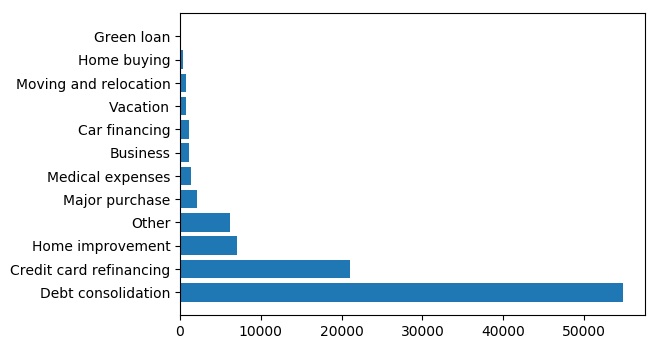 Green loan
Home buying
Moving and relocation
Vacation
Car financing
Business
Medical expenses
Major purchase
Other
Home improvement
Credit card refinancing
Debt consolidation
0 10000 20000 30000 40000 50000